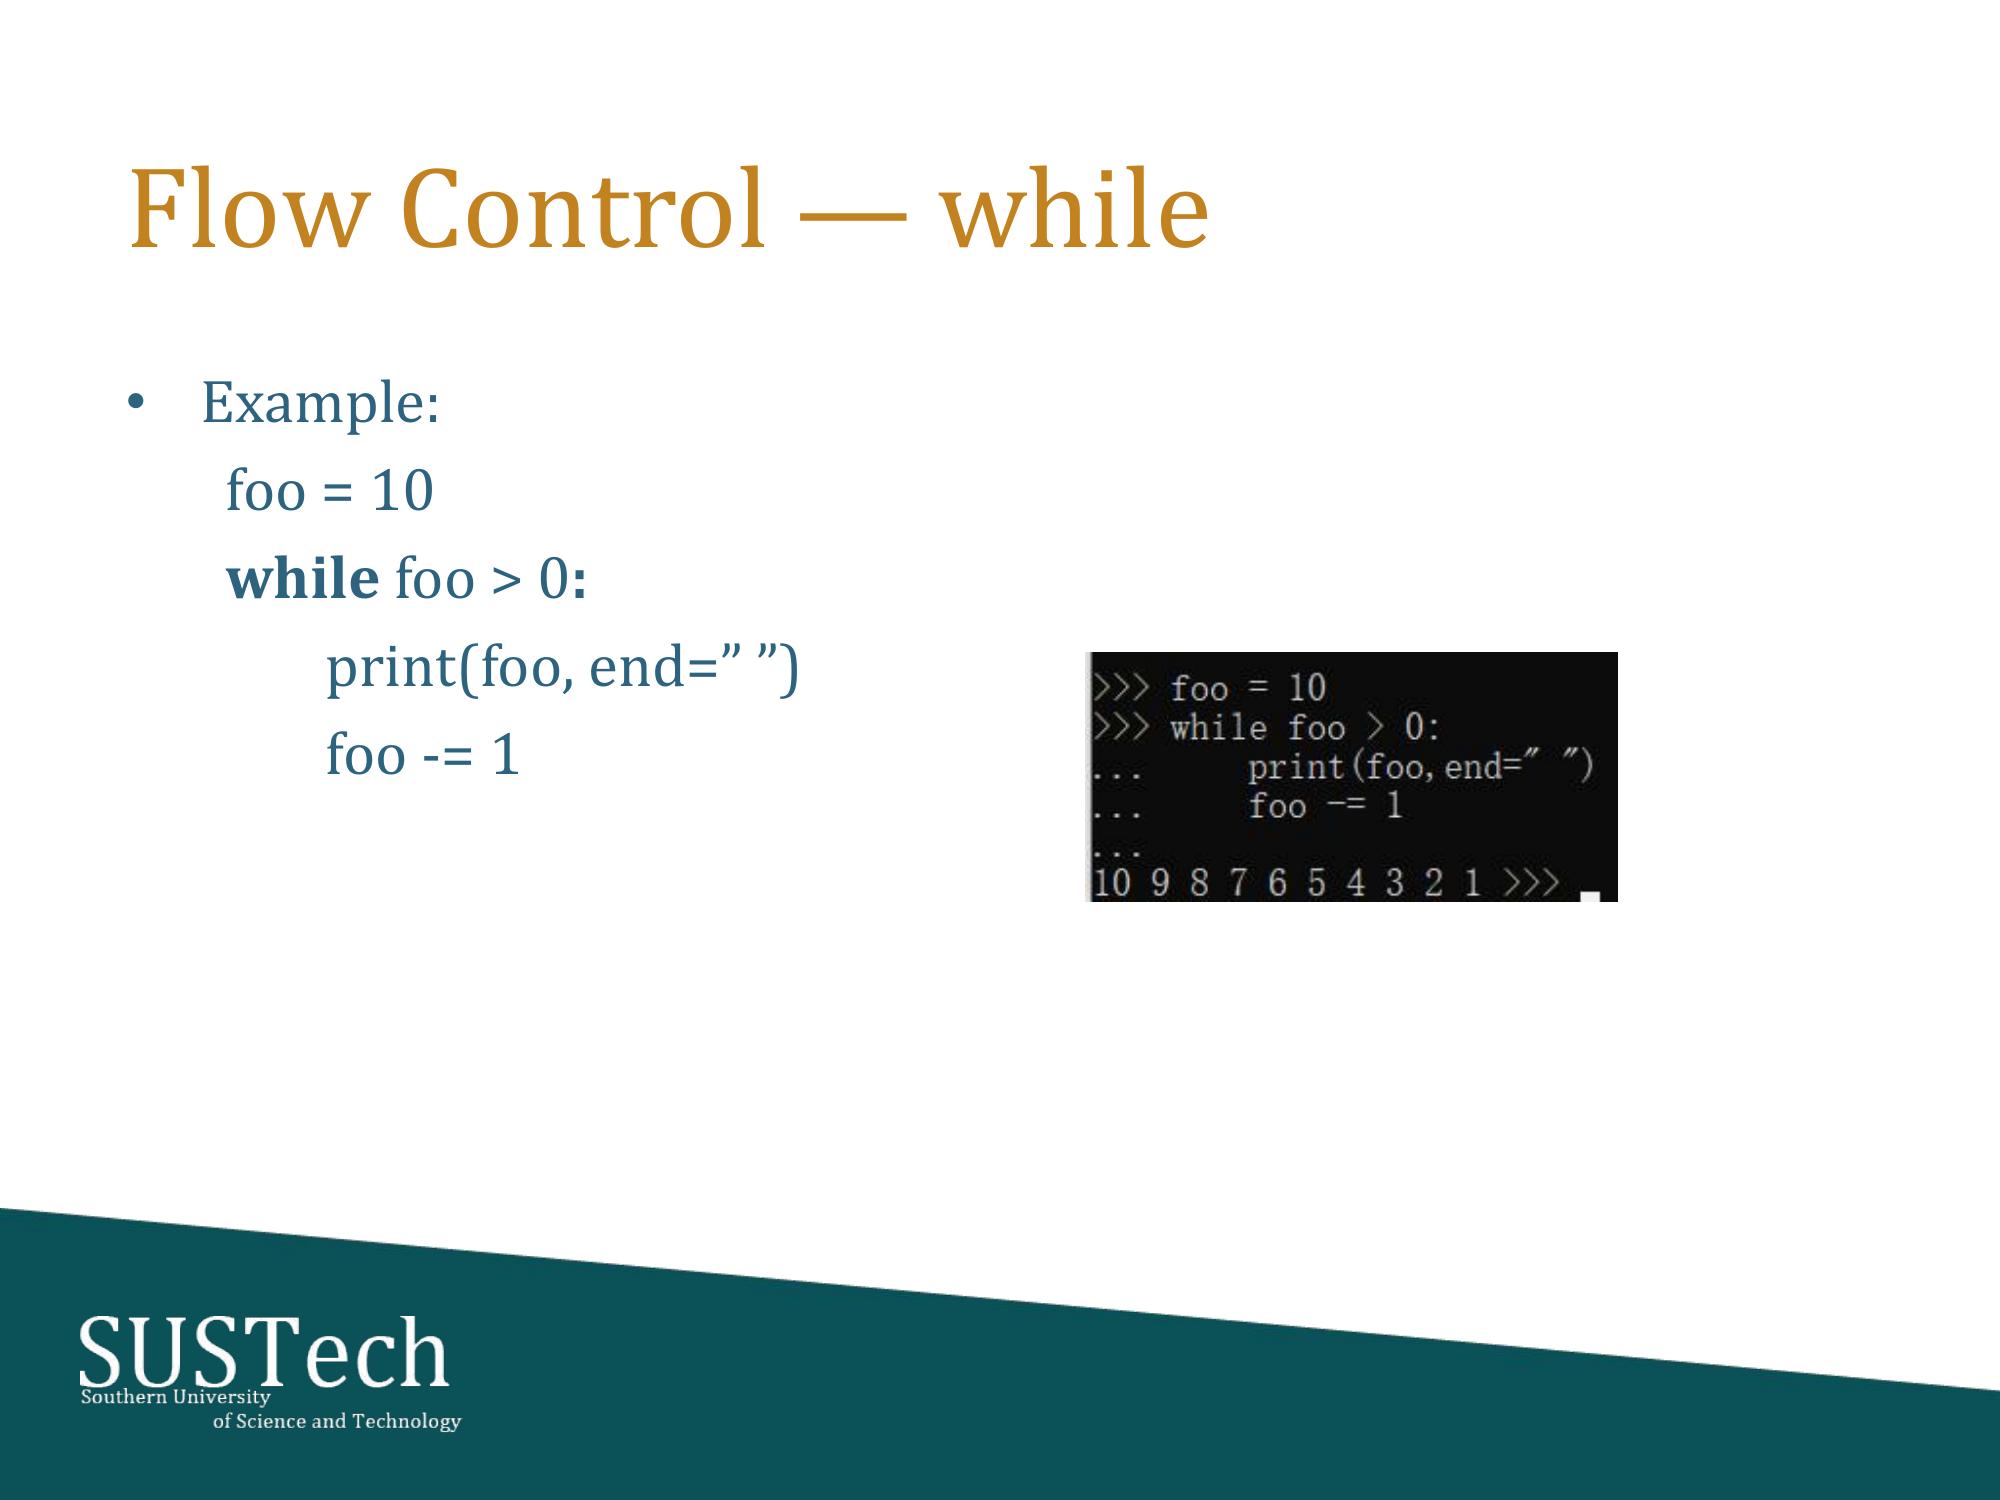 Flow Control — while
• Example:
foo = 10
while foo > 0:
print(foo, end=” ”)
foo -= 1
>>> foo = 10
>>> while foo > 0:
...     print(foo,end=" ")
...     foo -= 1
...
10 9 8 7 6 5 4 3 2 1 >>>
SUSTech
Southern University
of Science and Technology